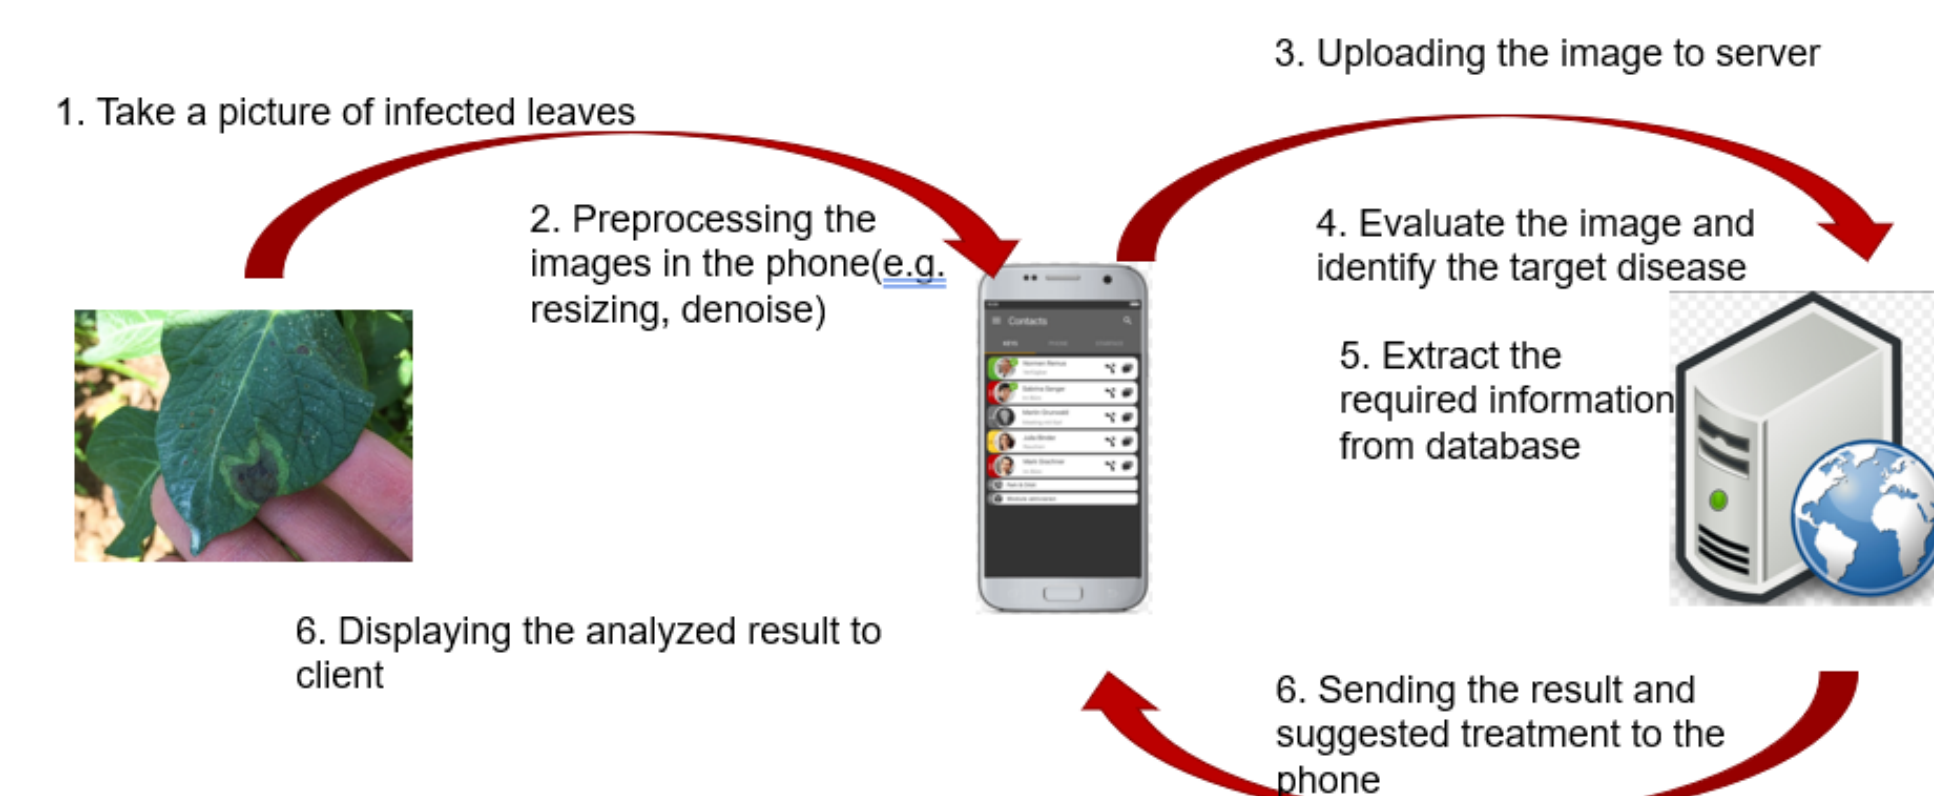 1. Take a picture of infected leaves
2. Preprocessing the
images in the phone(e.g.
resizing, denoise)
3. Uploading the image to server
4. Evaluate the image and
identify the target disease
5. Extract the
required information
from database
Contacts
6. Displaying the analyzed result to
client
6. Sending the result and
suggested treatment to the
phone